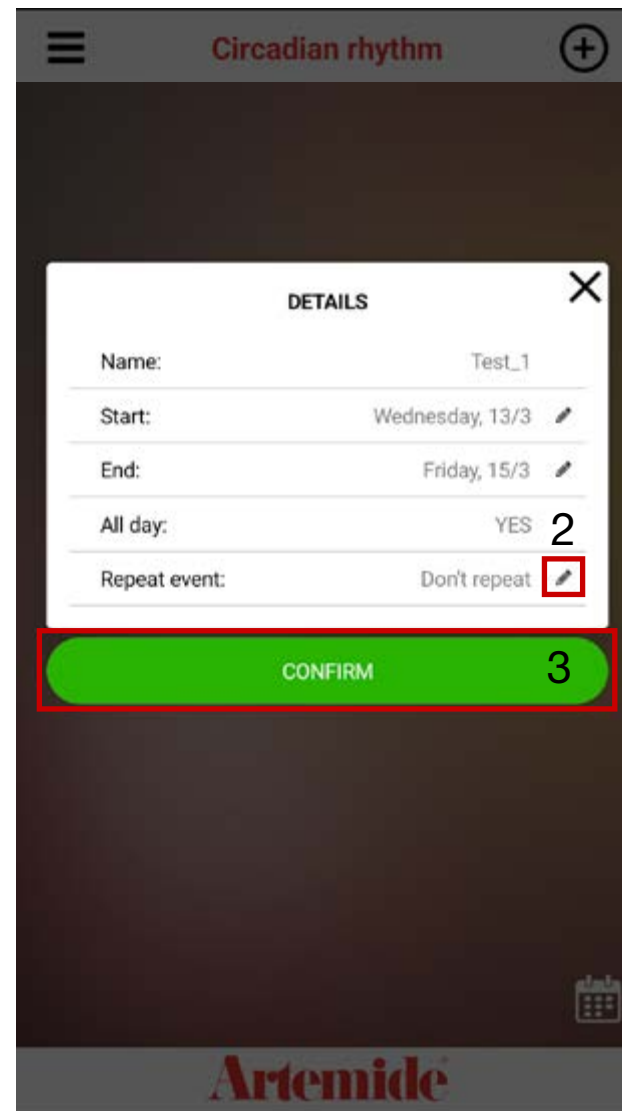 Circadian rhythm
DETAILS
Name: Test_1
Start: Wednesday, 13/3
End: Friday, 15/3
All day: YES 2
Repeat event: Don't repeat
CONFIRM 3
Artemide